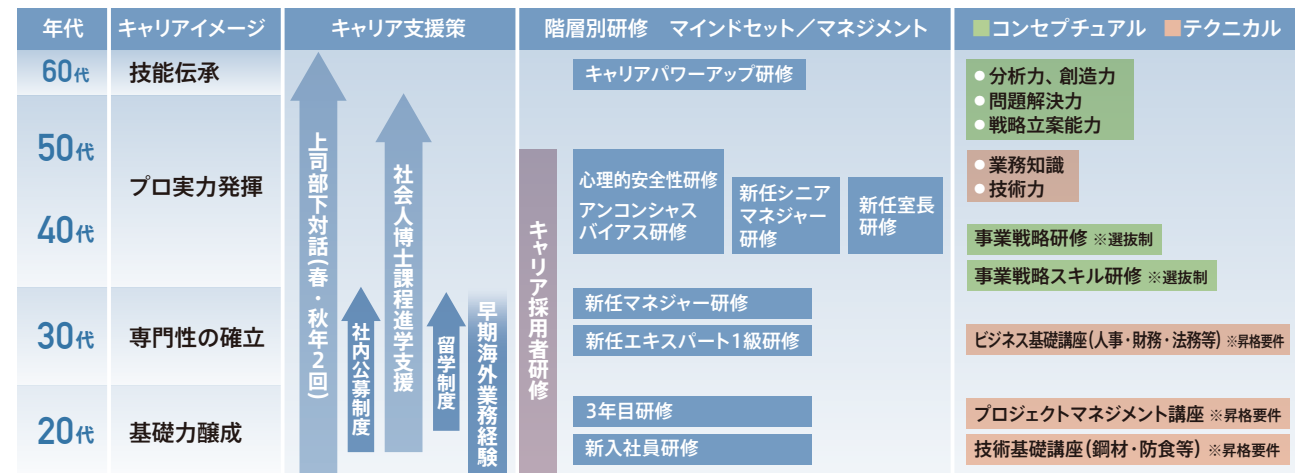 年代
キャリアイメージ
キャリア支援策
階層別研修　マインドセット／マネジメント
■コンセプチュアル　■テクニカル
60代
技能伝承
50代
40代
プロ実力発揮
30代
専門性の確立
20代
基礎力醸成
上司部下対話(春・秋年2回)
社内公募制度
社会人博士課程進学支援
留学制度
早期海外業務経験
キャリア採用者研修
キャリアパワーアップ研修
心理的安全性研修
アンコンシャス
バイアス研修
新任シニア
マネジャー
研修
新任室長
研修
新任マネジャー研修
新任エキスパート1級研修
3年目研修
新入社員研修
●分析力、創造力
●問題解決力
●戦略立案能力
●業務知識
●技術力
事業戦略研修 ※選抜制
事業戦略スキル研修 ※選抜制
ビジネス基礎講座(人事・財務・法務等) ※昇格要件
プロジェクトマネジメント講座 ※昇格要件
技術基礎講座(鋼材・防食等) ※昇格要件